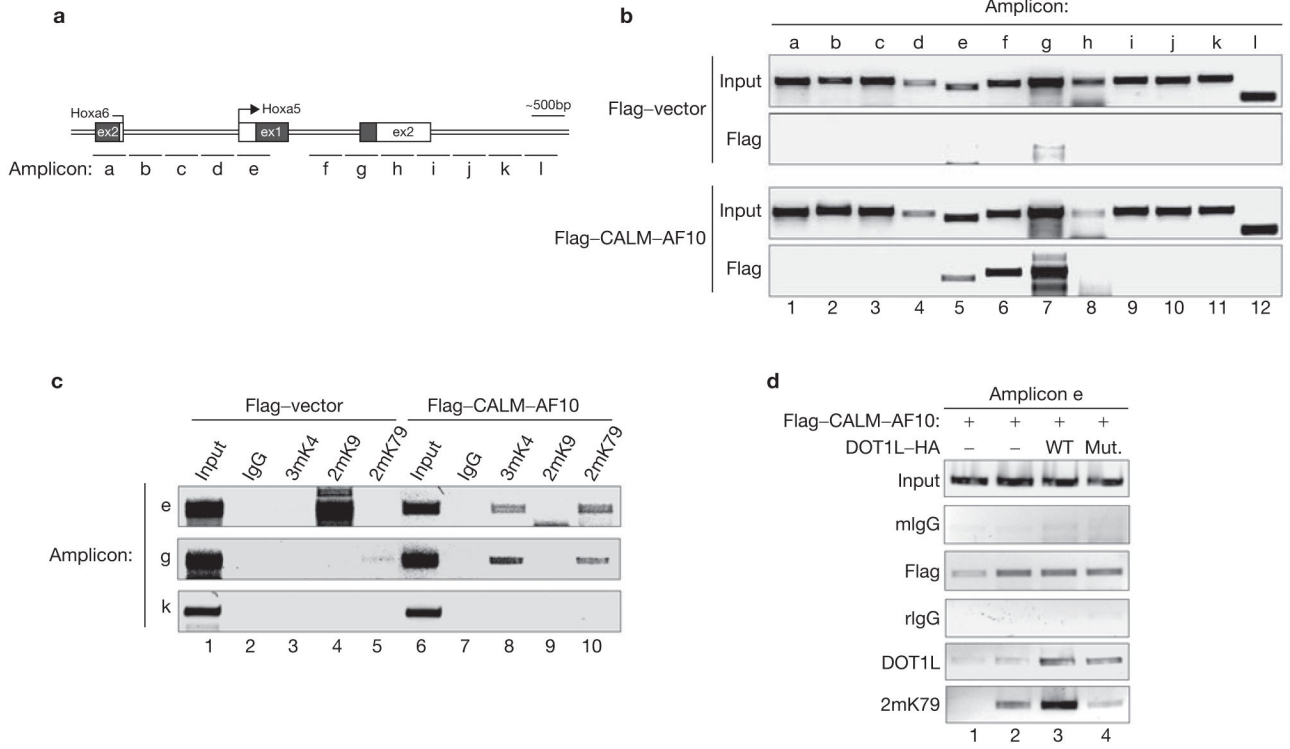 a
Hoxa6
Hoxa5
~500bp
ex2
ex1
ex2
Amplicon: a b c d e f g h i j k l
b
Amplicon:
a b c d e f g h i j k l
Flag–vector
Input
Flag
Flag–CALM–AF10
Input
Flag
1 2 3 4 5 6 7 8 9 10 11 12
c
Flag–vector Flag–CALM–AF10
Input IgG 3mK4 2mK9 2mK79 Input IgG 3mK4 2mK9 2mK79
Amplicon:
e
g
k
1 2 3 4 5 6 7 8 9 10
d
Amplicon e
Flag–CALM–AF10: + + + +
DOT1L–HA – – WT Mut.
Input
mIgG
Flag
rIgG
DOT1L
2mK79
1 2 3 4